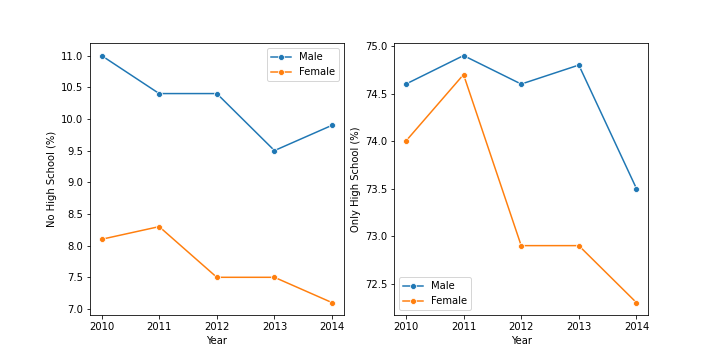 No High School (%)
11.0
10.5
10.0
9.5
9.0
8.5
8.0
7.5
7.0
Male
Female
2010 2011 2012 2013 2014
Year
Only High School (%)
75.0
74.5
74.0
73.5
73.0
72.5
Male
Female
2010 2011 2012 2013 2014
Year